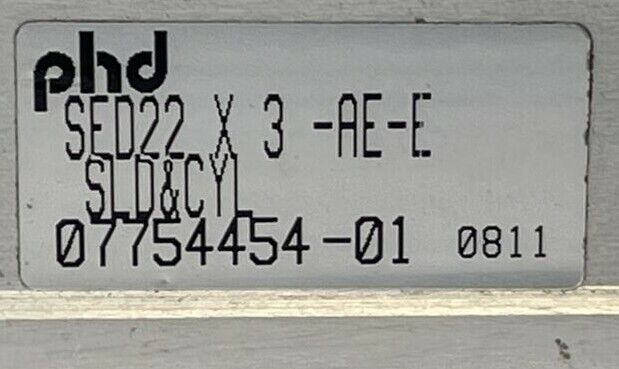 phd
SED22 X 3 -AE-E
SLD&CYL
07754454-01 0811